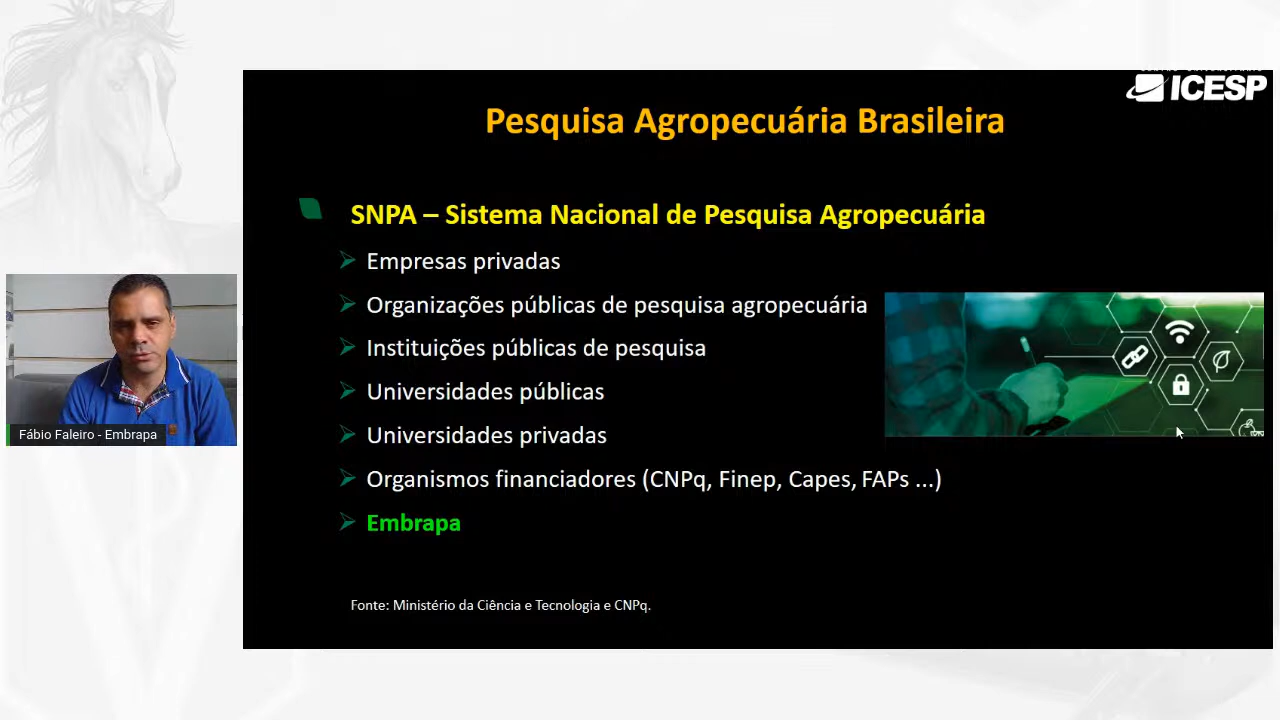 ICESP
Pesquisa Agropecuária Brasileira
SNPA – Sistema Nacional de Pesquisa Agropecuária
Empresas privadas
Organizações públicas de pesquisa agropecuária
Instituições públicas de pesquisa
Universidades públicas
Universidades privadas
Organismos financiadores (CNPq, Finep, Capes, FAPs ...)
Embrapa
Fonte: Ministério da Ciência e Tecnologia e CNPq.
Fábio Faleiro - Embrapa